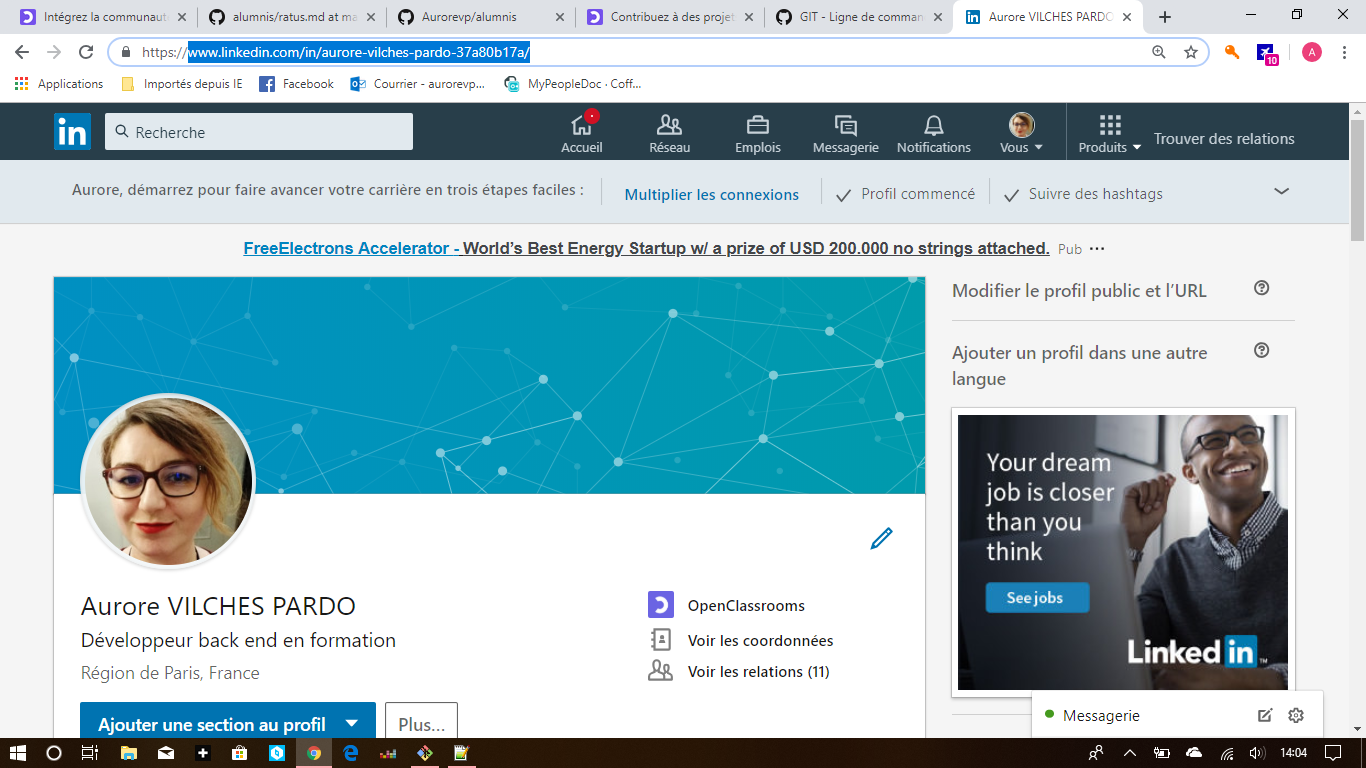 Intégrez la communaut
alumnis/ratus.md at ma
Aurorevp/alumnis
Contribuez à des projet
GIT - Ligne de comman
Aurore VILCHES PARDO
https://www.linkedin.com/in/aurore-vilches-pardo-37a80b17a/
10
A
Applications
Importés depuis IE
Facebook
Courrier - aurorevp...
MyPeopleDoc · Coff...
in
Recherche
Accueil
Réseau
Emplois
Messagerie
Notifications
Vous
Produits
Trouver des relations
Aurore, démarrez pour faire avancer votre carrière en trois étapes faciles :
Multiplier les connexions
Profil commencé
Suivre des hashtags
FreeElectrons Accelerator - World's Best Energy Startup w/ a prize of USD 200.000 no strings attached.
Pub
Modifier le profil public et l'URL
Ajouter un profil dans une autre
langue
Your dream
job is closer
than you
think
See jobs
Linked in
Aurore VILCHES PARDO
Développeur back end en formation
Région de Paris, France
OpenClassrooms
Voir les coordonnées
Voir les relations (11)
Ajouter une section au profil
Plus...
Messagerie
14:04